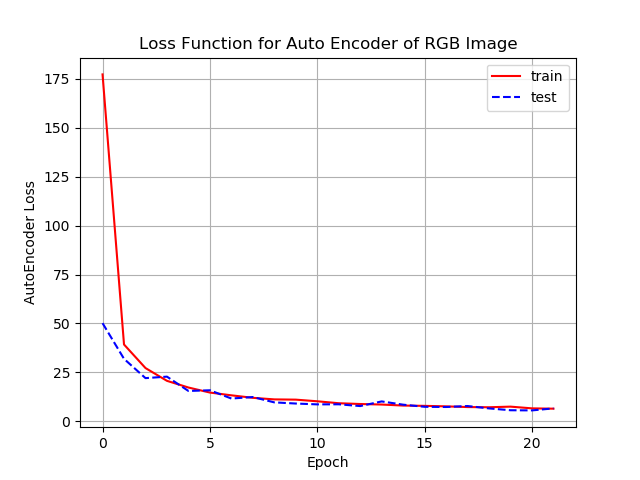 Loss Function for Auto Encoder of RGB Image
train
test
AutoEncoder Loss
175
150
125
100
75
50
25
0
0 5 10 15 20
Epoch